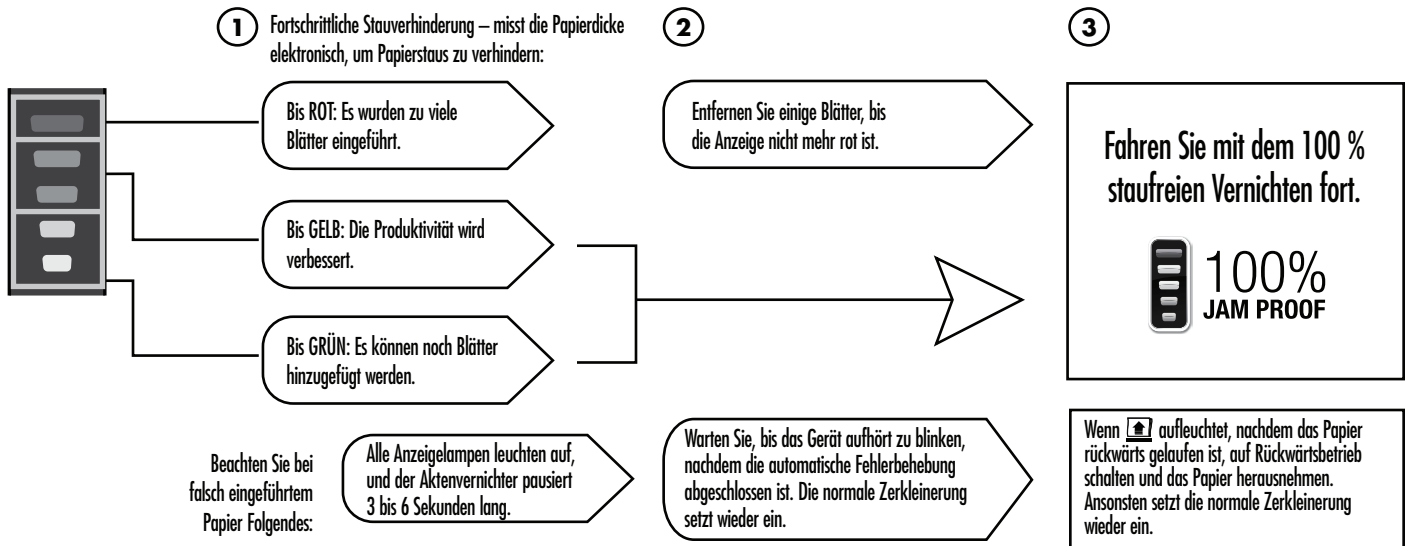 1
Fortschrittliche Stauverhinderung – misst die Papierdicke
elektronisch, um Papierstaus zu verhindern:
Bis ROT: Es wurden zu viele
Blätter eingeführt.
Bis GELB: Die Produktivität wird
verbessert.
Bis GRÜN: Es können noch Blätter
hinzugefügt werden.
2
Entfernen Sie einige Blätter, bis
die Anzeige nicht mehr rot ist.
3
Fahren Sie mit dem 100 %
staufreien Vernichten fort.
100%
JAM PROOF
Beachten Sie bei
falsch eingeführtem
Papier Folgendes:
Alle Anzeigelampen leuchten auf,
und der Aktenvernichter pausiert
3 bis 6 Sekunden lang.
Warten Sie, bis das Gerät aufhört zu blinken,
nachdem die automatische Fehlerbehebung
abgeschlossen ist. Die normale Zerkleinerung
setzt wieder ein.
Wenn aufleuchtet, nachdem das Papier
rückwärts gelaufen ist, auf Rückwärtsbetrieb
schalten und das Papier herausnehmen.
Ansonsten setzt die normale Zerkleinerung
wieder ein.